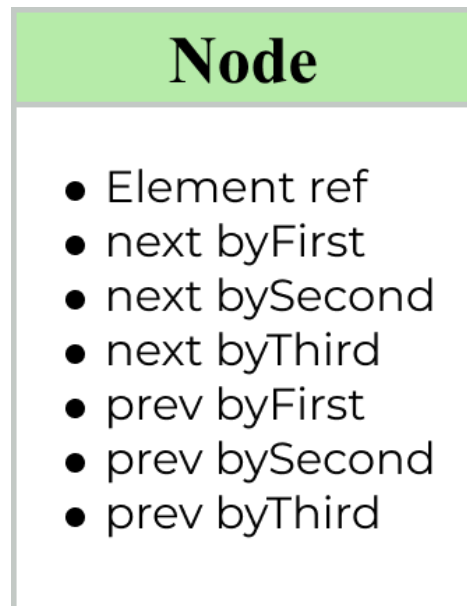 Node
• Element ref
• next byFirst
• next bySecond
• next byThird
• prev byFirst
• prev bySecond
• prev byThird